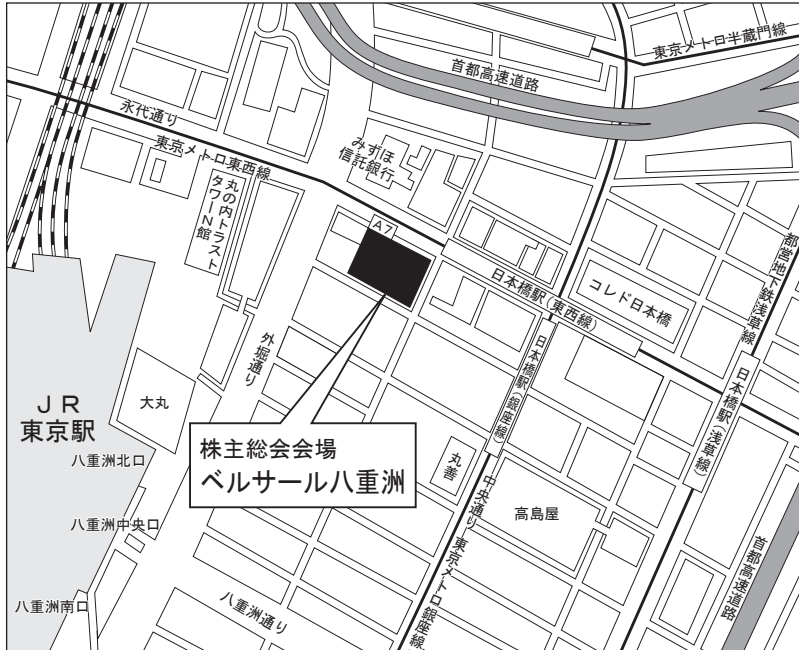 東京メトロ半蔵門線
首都高速道路
永代通り
東京メトロ東西線
みずほ
信託銀行
丸の内トラスト
タワーN館
A7
日本橋駅(東西線)
コレド日本橋
都営地下鉄浅草線
外堀通り
日本橋駅(銀座線)
日本橋駅(浅草線)
大丸
JR
東京駅
株主総会会場
ベルサール八重洲
丸善
八重洲北口
中央通り
高島屋
八重洲中央口
東京メトロ銀座線
首都高速道路
八重洲南口
八重洲通り